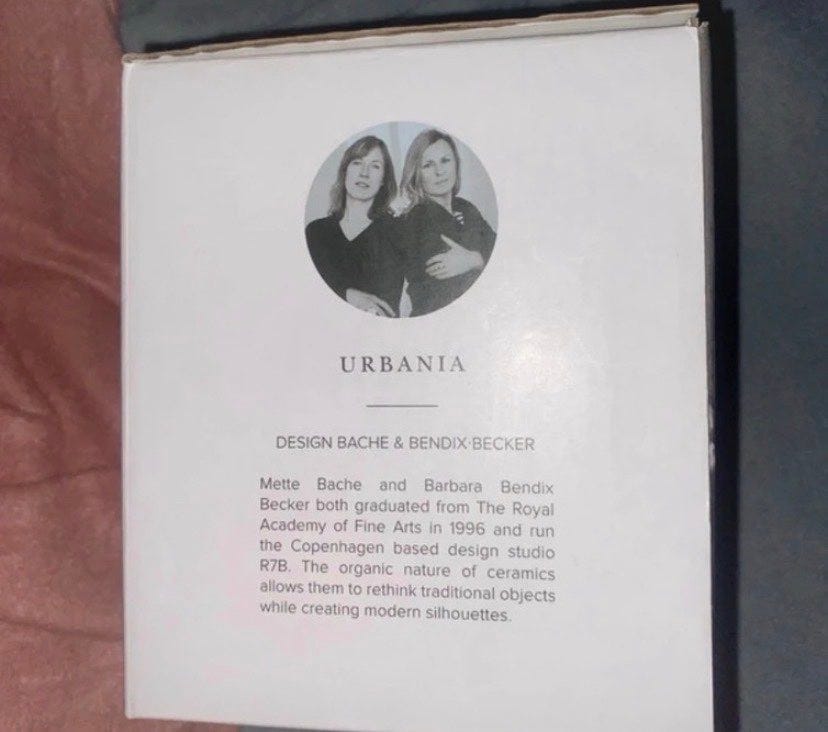 URBANIA
DESIGN BACHE & BENDIX·BECKER
Mette Bache and Barbara Bendix
Becker both graduated from The Royal
Academy of Fine Arts in 1996 and run
the Copenhagen based design studio
R7B. The organic nature of ceramics
allows them to rethink traditional objects
while creating modern silhouettes.